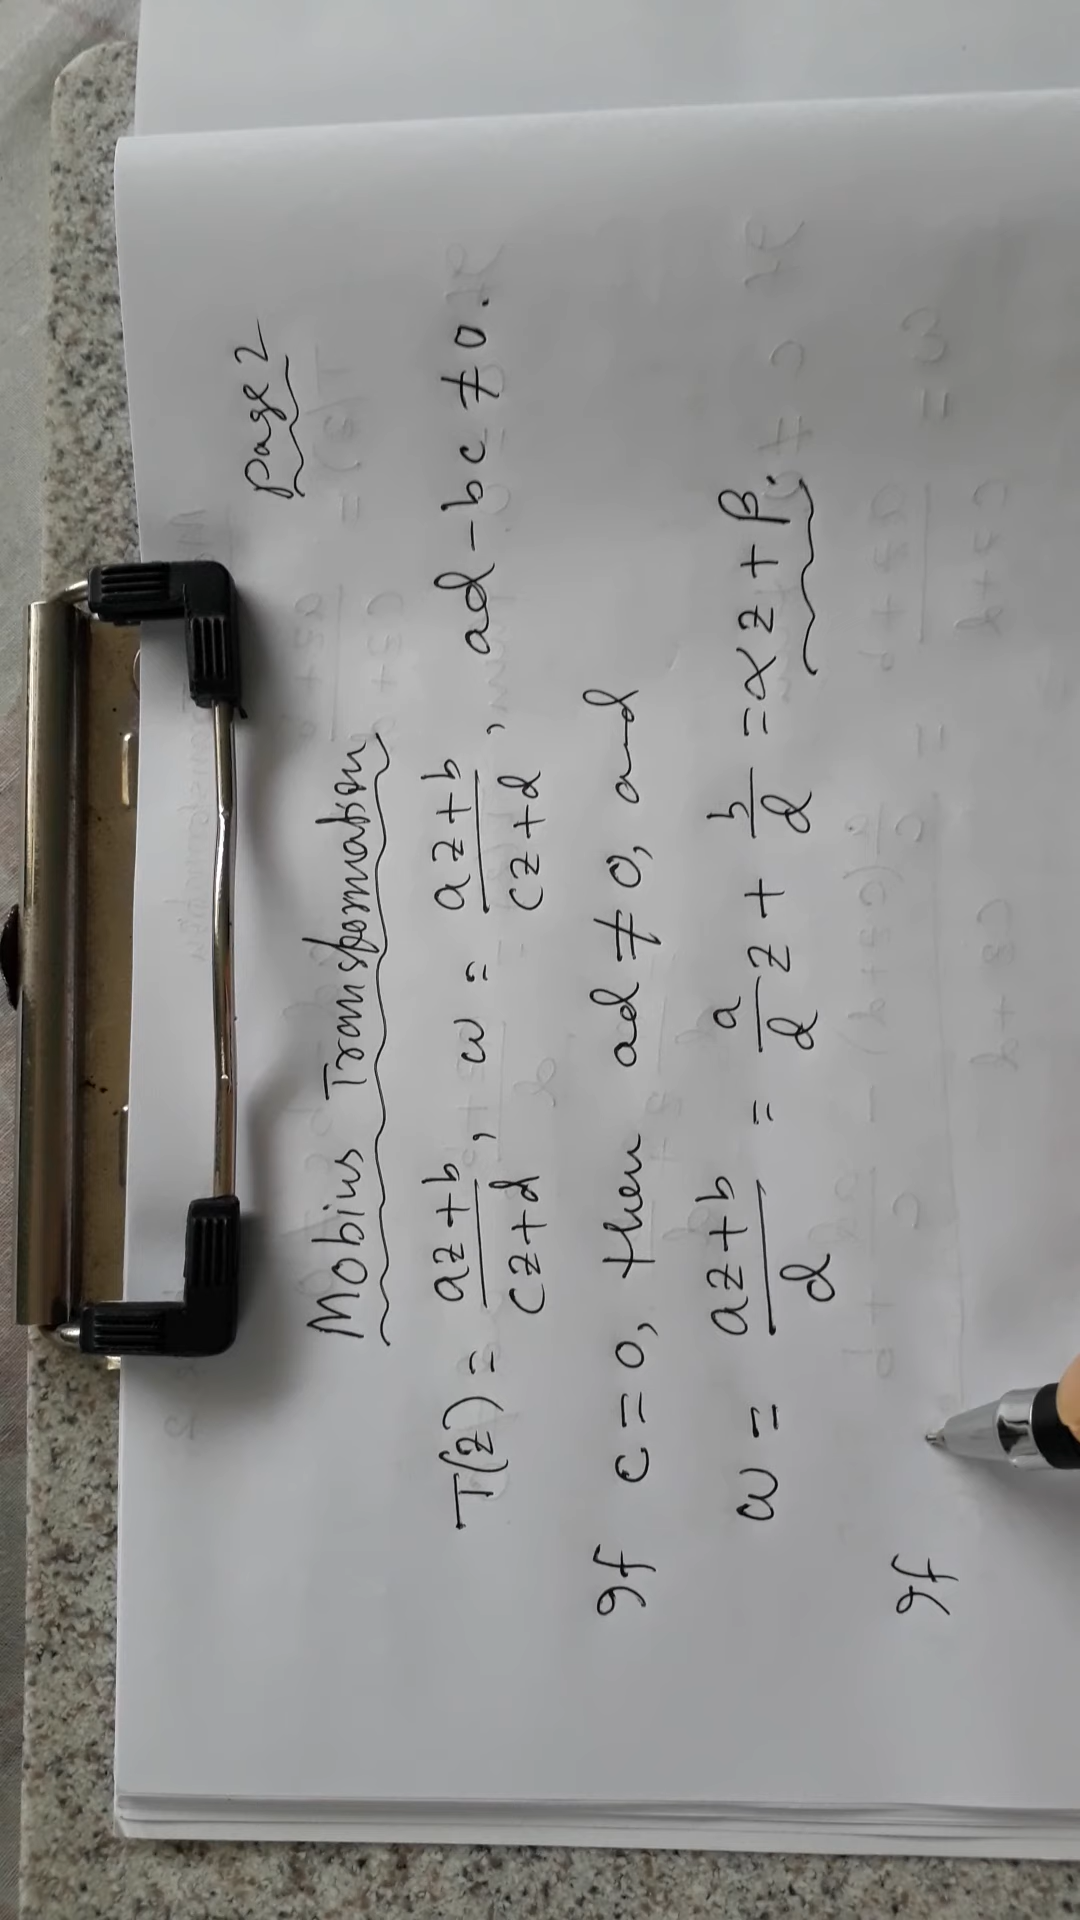 Page 2
Mobius Transformation
T(z) = (az+b)/(cz+d), w = (az+b)/(cz+d), ad-bc ≠ 0.
If c=0, then ad ≠ 0, and
w = (az+b)/d = a/d z + b/d = αz + β.
If